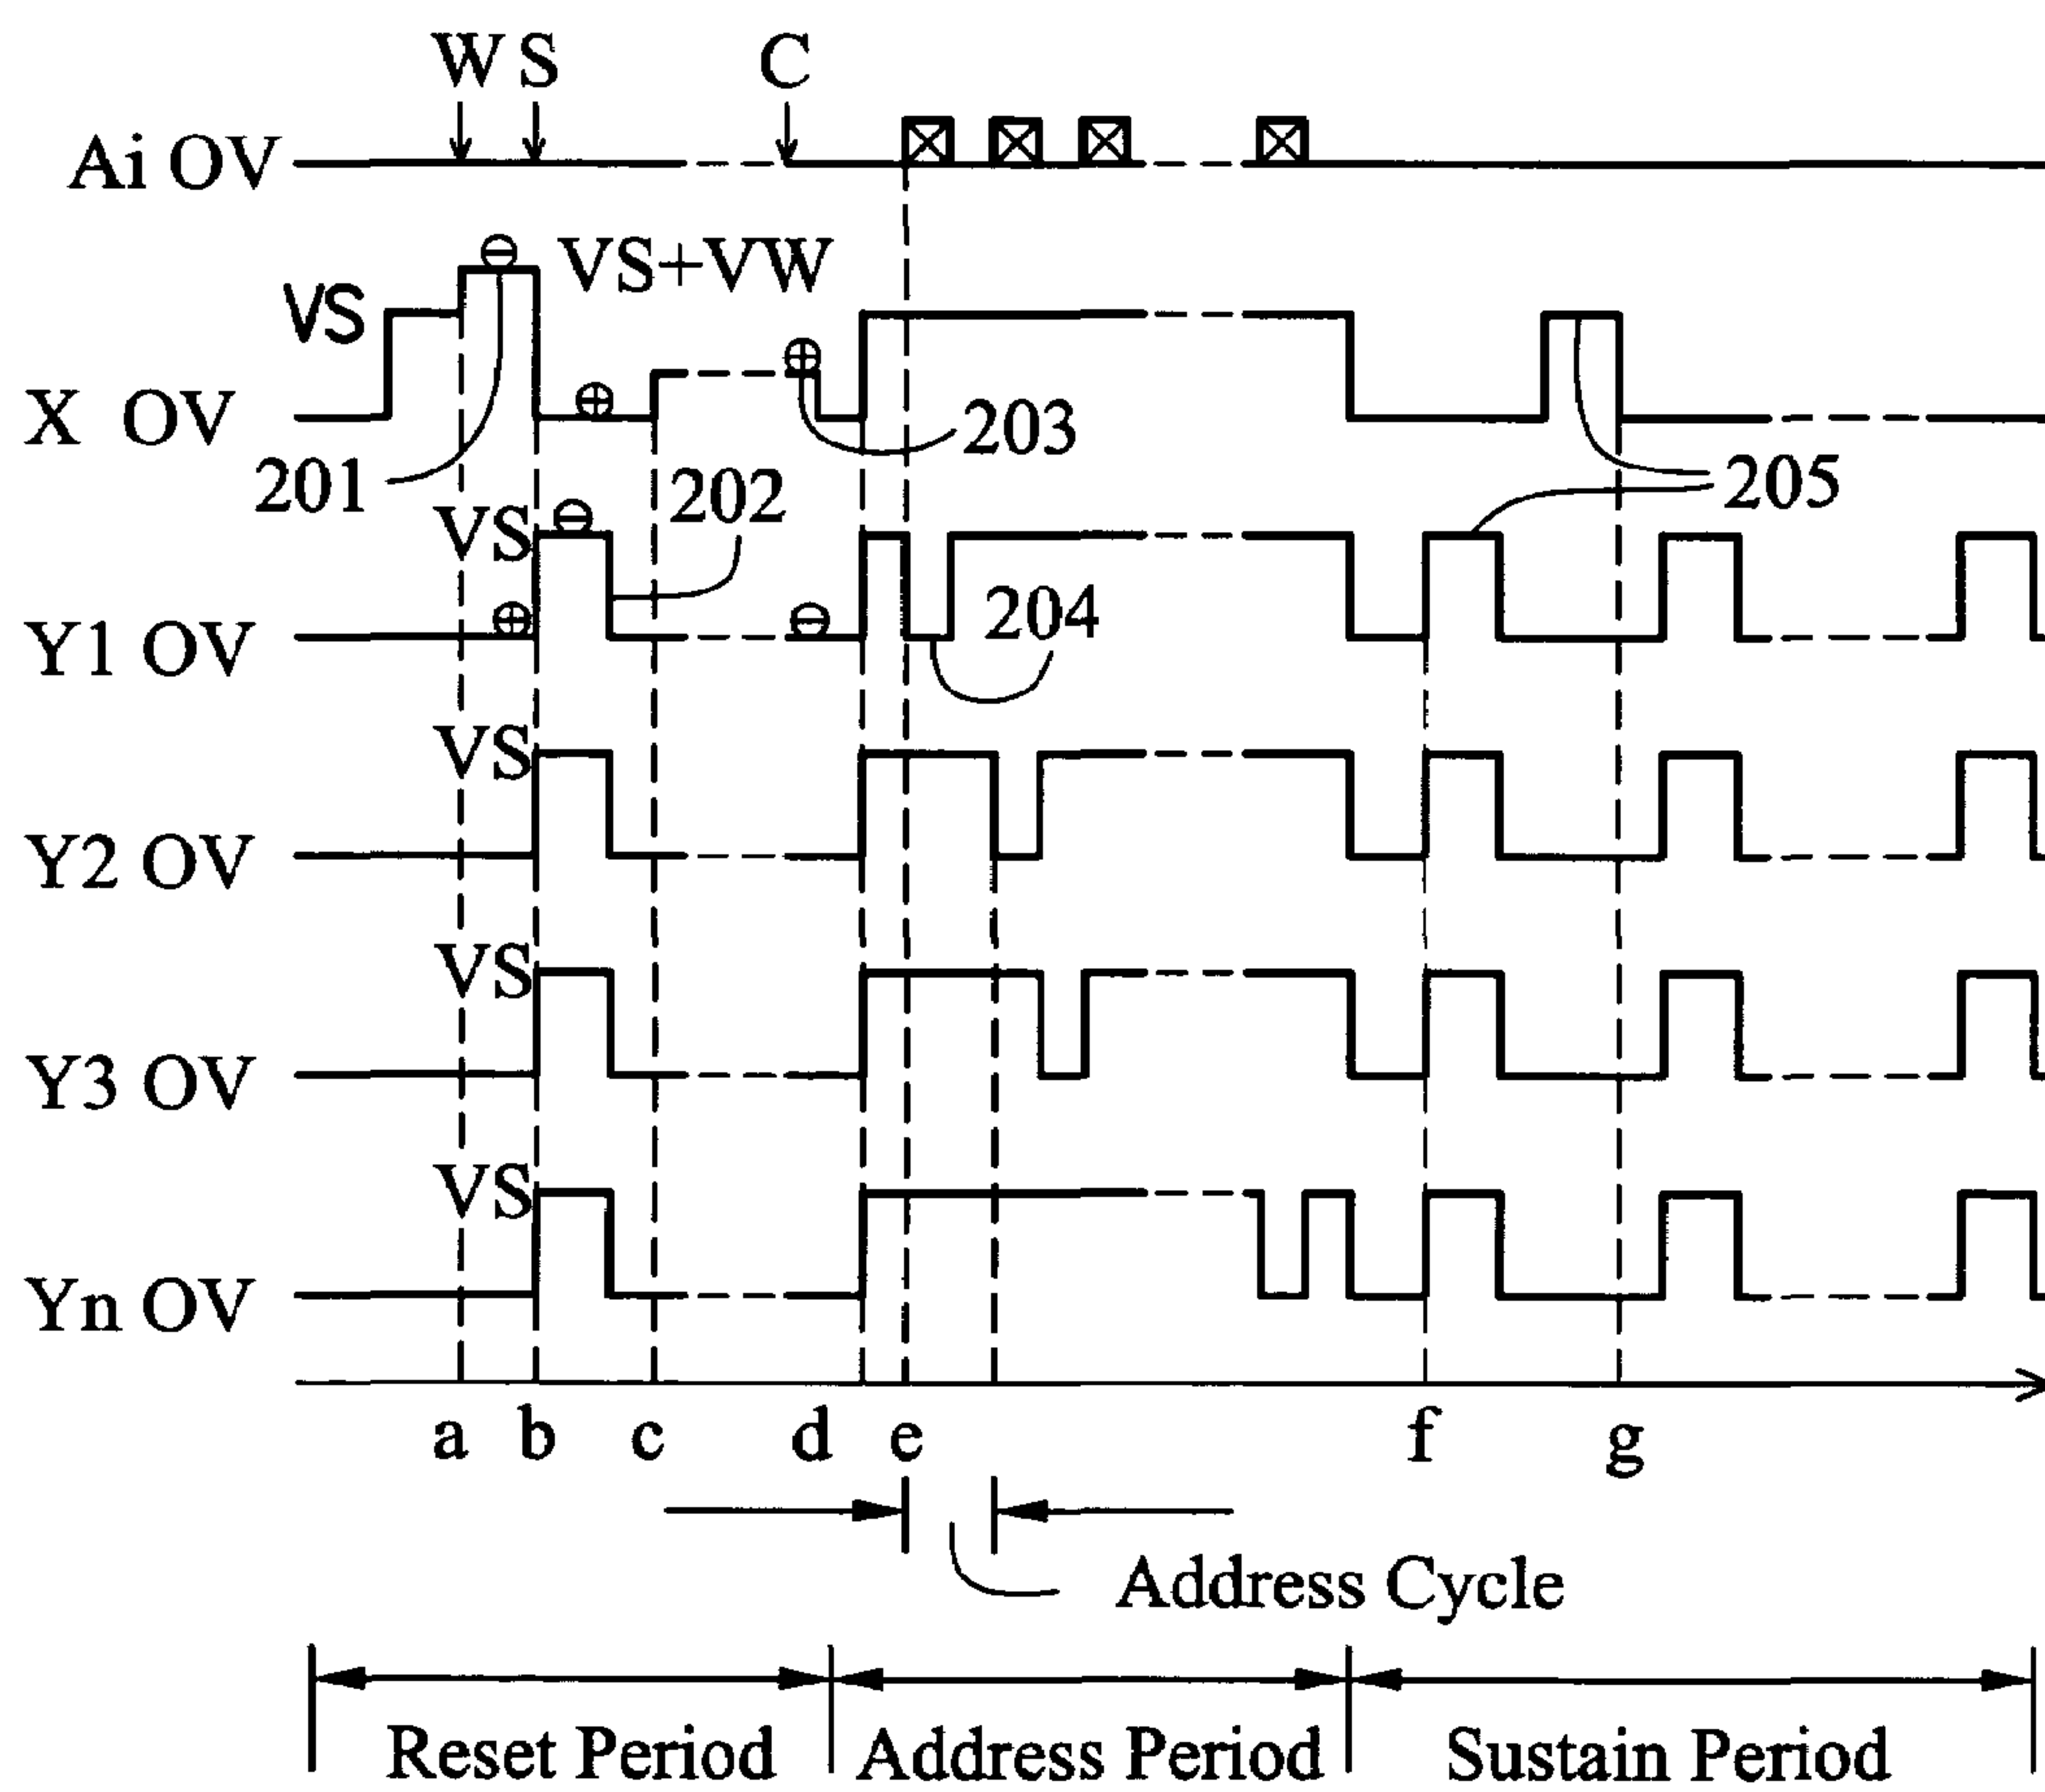 W S C
Ai OV
VS+VW
VS
X OV
203
201
202
205
VS
204
Y1 OV
VS
Y2 OV
VS
Y3 OV
VS
Yn OV
a b c d e f g
Address Cycle
Reset Period Address Period Sustain Period